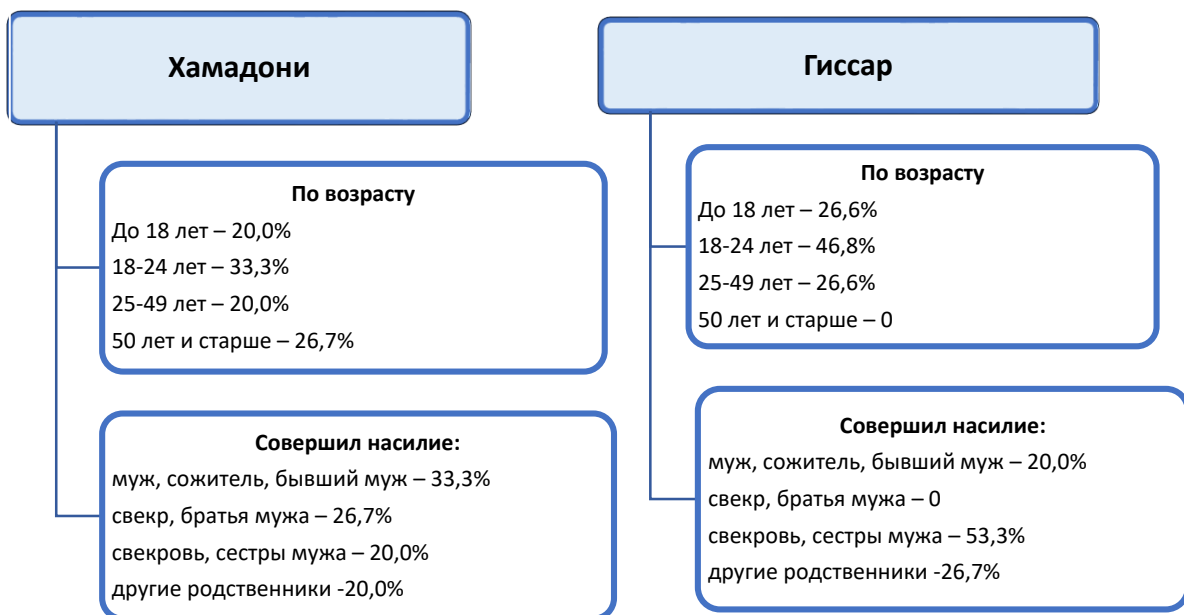 Хамадони
По возрасту
До 18 лет – 20,0%
18-24 лет – 33,3%
25-49 лет – 20,0%
50 лет и старше – 26,7%
Совершил насилие:
муж, сожитель, бывший муж – 33,3%
свекр, братья мужа – 26,7%
свекровь, сестры мужа – 20,0%
другие родственники -20,0%
Гиссар
По возрасту
До 18 лет – 26,6%
18-24 лет – 46,8%
25-49 лет – 26,6%
50 лет и старше – 0
Совершил насилие:
муж, сожитель, бывший муж – 20,0%
свекр, братья мужа – 0
свекровь, сестры мужа – 53,3%
другие родственники -26,7%